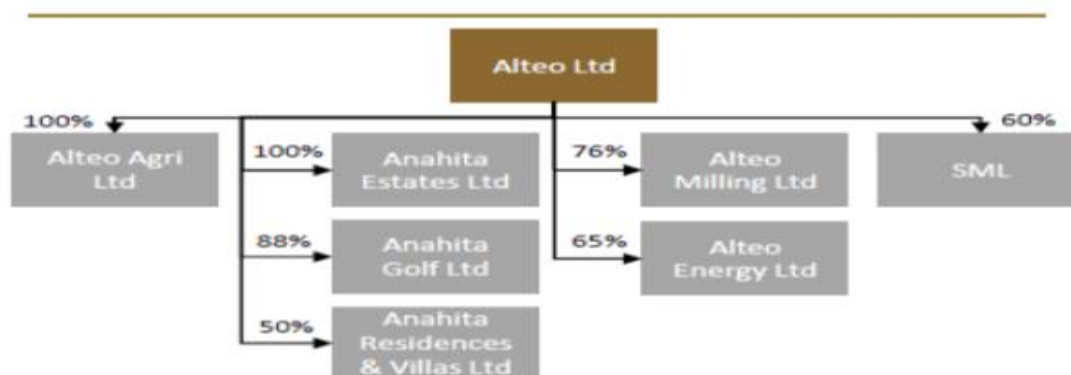 Alteo Ltd
100%
60%
Alteo Agri
Ltd
100%
Anahita
Estates Ltd
76%
Alteo
Milling Ltd
SML
88%
Anahita
Golf Ltd
65%
Alteo
Energy Ltd
50%
Anahita
Residences
& Villas Ltd